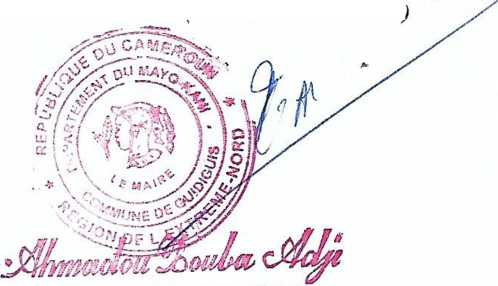 REPUBLIQUE DU CAMEROUN
DEPARTEMENT DU MAYO-KANI
LE MAIRE
COMMUNE DE GUIDIGUIS
REGION DE L EXTREME-NORD
Ahmadou Bouba Adji